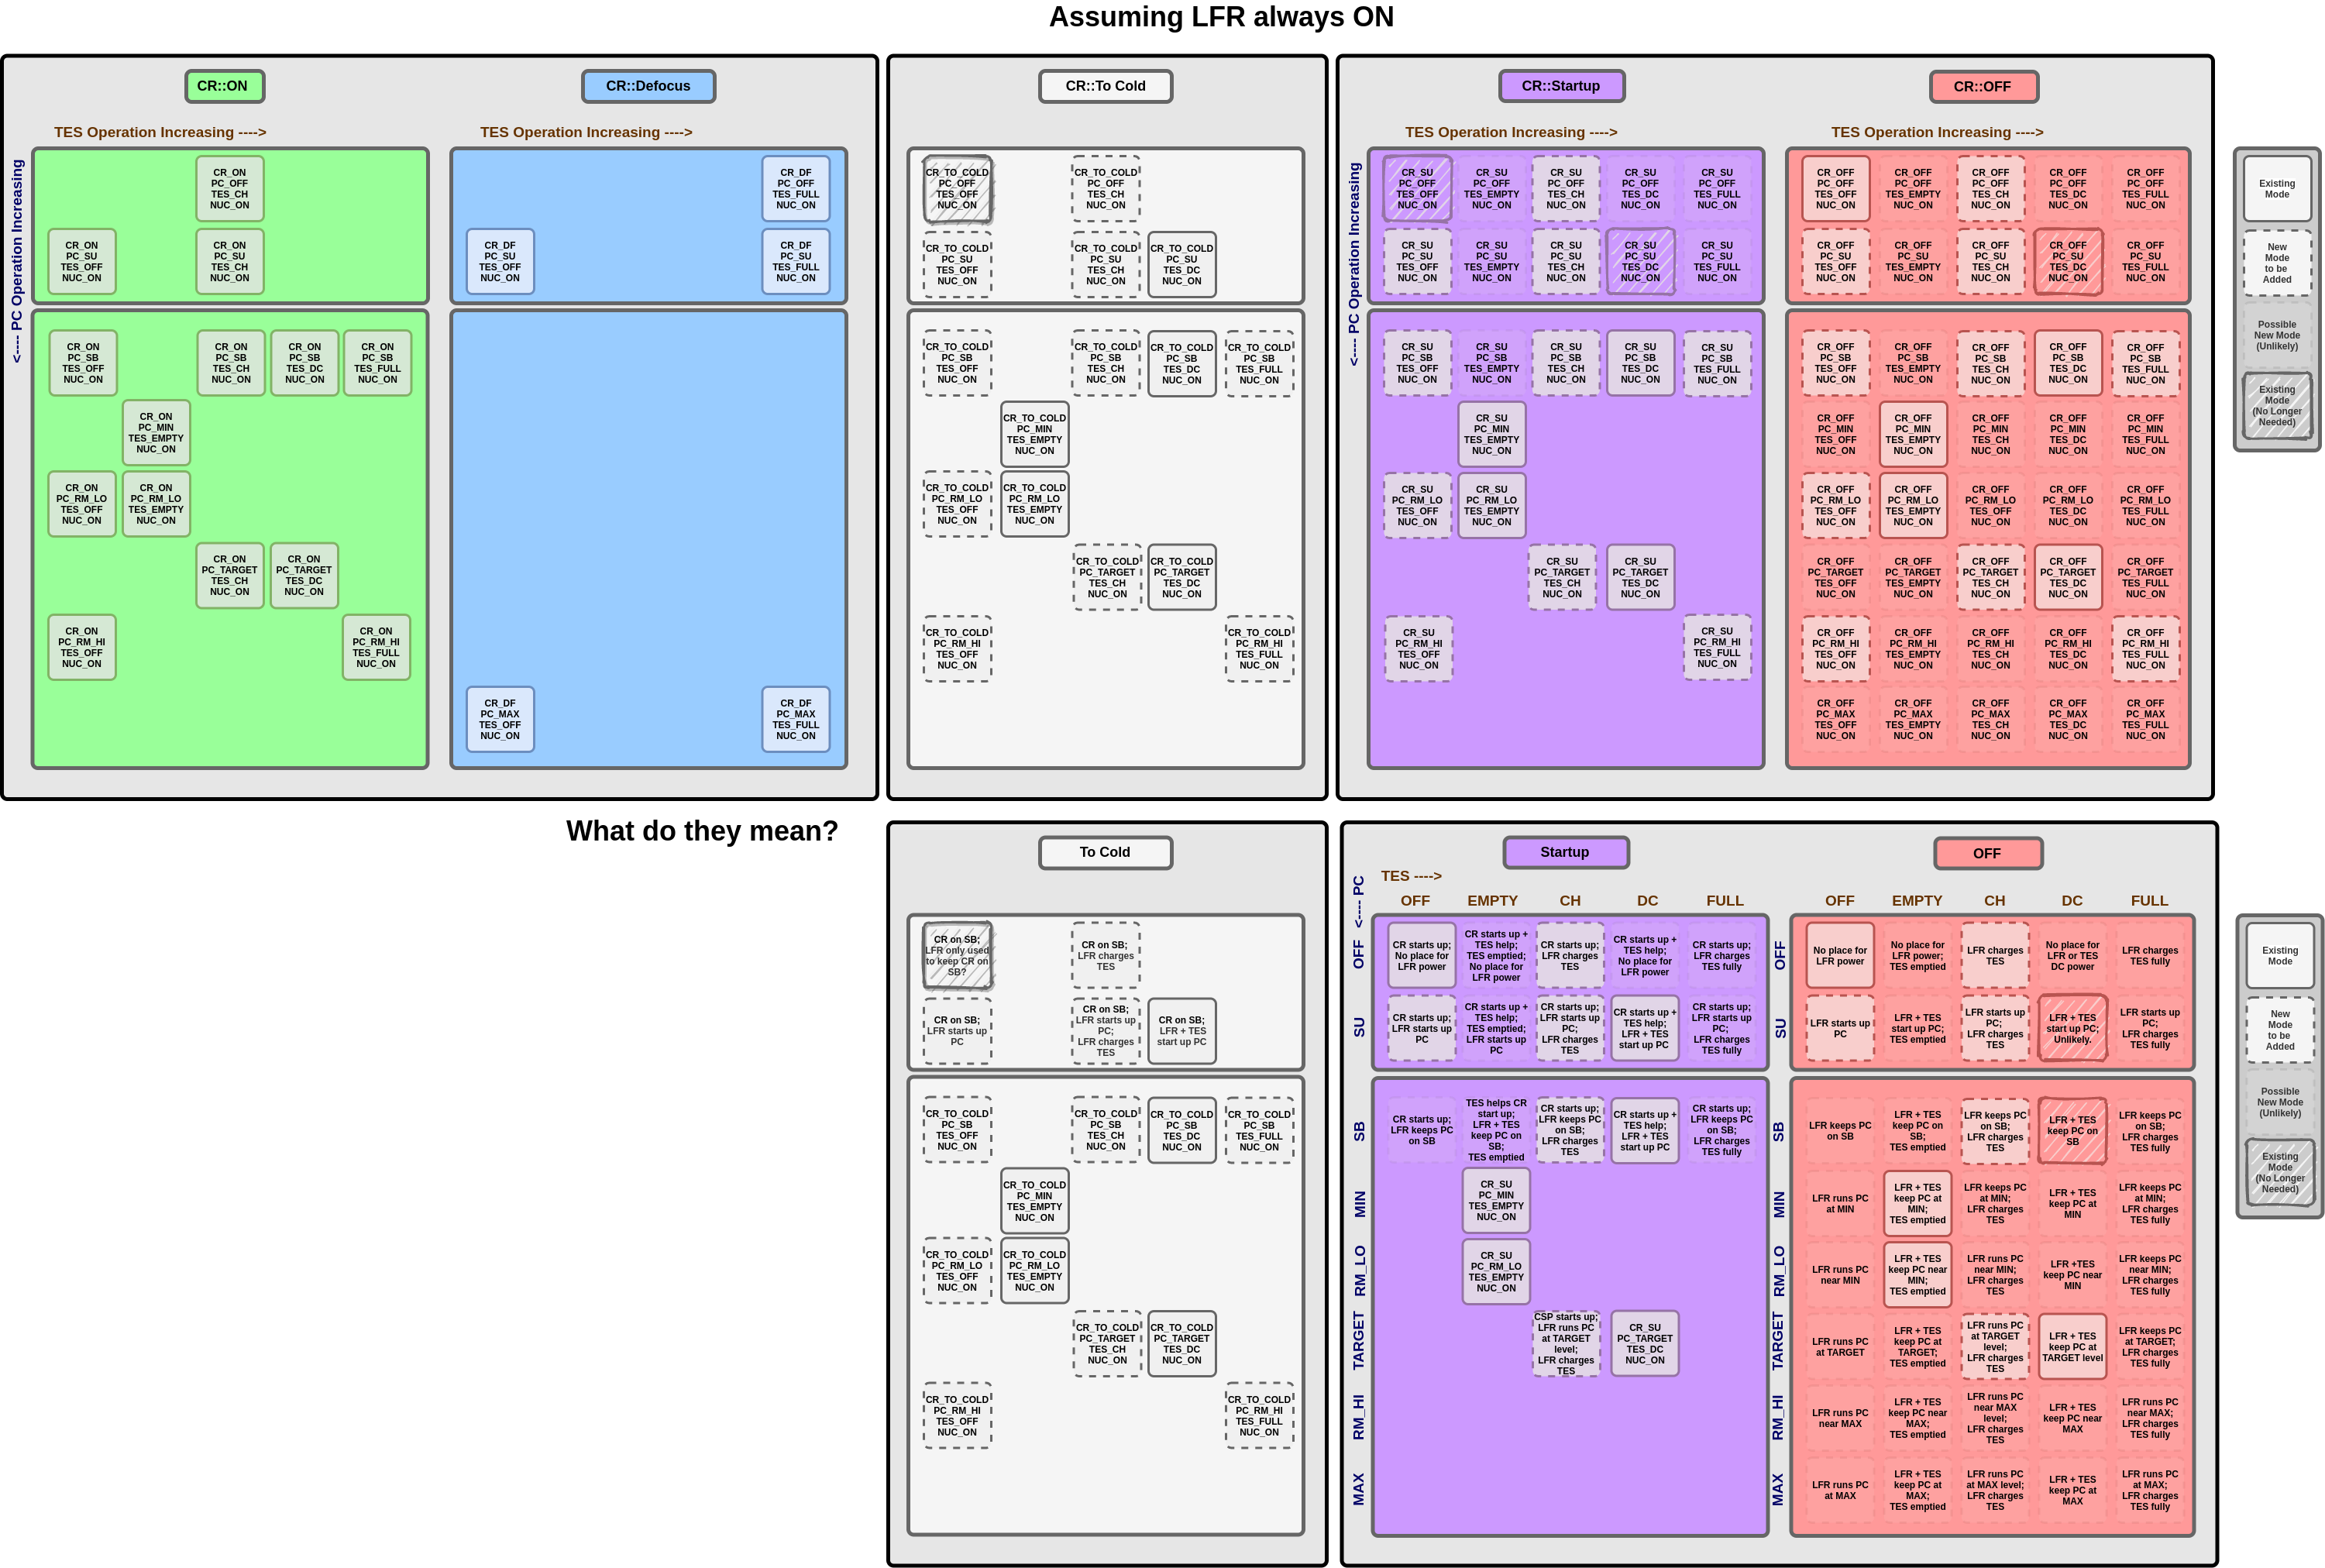 Assuming LFR always ON
CR::ON
CR::Defocus
CR::To Cold
CR::Startup
CR::OFF
TES Operation Increasing ---->
TES Operation Increasing ---->
TES Operation Increasing ---->
TES Operation Increasing ---->
<---- PC Operation Increasing
CR_ON
PC_OFF
TES_CH
NUC_ON
CR_ON
PC_SU
TES_OFF
NUC_ON
CR_ON
PC_SU
TES_CH
NUC_ON
CR_ON
PC_SB
TES_OFF
NUC_ON
CR_ON
PC_SB
TES_CH
NUC_ON
CR_ON
PC_SB
TES_DC
NUC_ON
CR_ON
PC_SB
TES_FULL
NUC_ON
CR_ON
PC_MIN
TES_EMPTY
NUC_ON
CR_ON
PC_RM_LO
TES_OFF
NUC_ON
CR_ON
PC_RM_LO
TES_EMPTY
NUC_ON
CR_ON
PC_TARGET
TES_CH
NUC_ON
CR_ON
PC_TARGET
TES_DC
NUC_ON
CR_ON
PC_RM_HI
TES_OFF
NUC_ON
CR_ON
PC_RM_HI
TES_FULL
NUC_ON
CR_DF
PC_OFF
TES_FULL
NUC_ON
CR_DF
PC_SU
TES_OFF
NUC_ON
CR_DF
PC_SU
TES_FULL
NUC_ON
CR_DF
PC_MAX
TES_OFF
NUC_ON
CR_DF
PC_MAX
TES_FULL
NUC_ON
CR_TO_COLD
PC_OFF
TES_OFF
NUC_ON
CR_TO_COLD
PC_OFF
TES_CH
NUC_ON
CR_TO_COLD
PC_SU
TES_OFF
NUC_ON
CR_TO_COLD
PC_SU
TES_CH
NUC_ON
CR_TO_COLD
PC_SU
TES_DC
NUC_ON
CR_TO_COLD
PC_SB
TES_OFF
NUC_ON
CR_TO_COLD
PC_SB
TES_CH
NUC_ON
CR_TO_COLD
PC_SB
TES_DC
NUC_ON
CR_TO_COLD
PC_SB
TES_FULL
NUC_ON
CR_TO_COLD
PC_MIN
TES_EMPTY
NUC_ON
CR_TO_COLD
PC_RM_LO
TES_OFF
NUC_ON
CR_TO_COLD
PC_RM_LO
TES_EMPTY
NUC_ON
CR_TO_COLD
PC_TARGET
TES_CH
NUC_ON
CR_TO_COLD
PC_TARGET
TES_DC
NUC_ON
CR_TO_COLD
PC_RM_HI
TES_OFF
NUC_ON
CR_TO_COLD
PC_RM_HI
TES_FULL
NUC_ON
<---- PC Operation Increasing
CR_SU
PC_OFF
TES_OFF
NUC_ON
CR_SU
PC_OFF
TES_EMPTY
NUC_ON
CR_SU
PC_OFF
TES_CH
NUC_ON
CR_SU
PC_OFF
TES_DC
NUC_ON
CR_SU
PC_OFF
TES_FULL
NUC_ON
CR_SU
PC_SU
TES_OFF
NUC_ON
CR_SU
PC_SU
TES_EMPTY
NUC_ON
CR_SU
PC_SU
TES_CH
NUC_ON
CR_SU
PC_SU
TES_DC
NUC_ON
CR_SU
PC_SU
TES_FULL
NUC_ON
CR_SU
PC_SB
TES_OFF
NUC_ON
CR_SU
PC_SB
TES_EMPTY
NUC_ON
CR_SU
PC_SB
TES_CH
NUC_ON
CR_SU
PC_SB
TES_DC
NUC_ON
CR_SU
PC_SB
TES_FULL
NUC_ON
CR_SU
PC_MIN
TES_EMPTY
NUC_ON
CR_SU
PC_RM_LO
TES_OFF
NUC_ON
CR_SU
PC_RM_LO
TES_EMPTY
NUC_ON
CR_SU
PC_TARGET
TES_CH
NUC_ON
CR_SU
PC_TARGET
TES_DC
NUC_ON
CR_SU
PC_RM_HI
TES_OFF
NUC_ON
CR_SU
PC_RM_HI
TES_FULL
NUC_ON
CR_OFF
PC_OFF
TES_OFF
NUC_ON
CR_OFF
PC_OFF
TES_EMPTY
NUC_ON
CR_OFF
PC_OFF
TES_CH
NUC_ON
CR_OFF
PC_OFF
TES_DC
NUC_ON
CR_OFF
PC_OFF
TES_FULL
NUC_ON
CR_OFF
PC_SU
TES_OFF
NUC_ON
CR_OFF
PC_SU
TES_EMPTY
NUC_ON
CR_OFF
PC_SU
TES_CH
NUC_ON
CR_OFF
PC_SU
TES_DC
NUC_ON
CR_OFF
PC_SU
TES_FULL
NUC_ON
CR_OFF
PC_SB
TES_OFF
NUC_ON
CR_OFF
PC_SB
TES_EMPTY
NUC_ON
CR_OFF
PC_SB
TES_CH
NUC_ON
CR_OFF
PC_SB
TES_DC
NUC_ON
CR_OFF
PC_SB
TES_FULL
NUC_ON
CR_OFF
PC_MIN
TES_OFF
NUC_ON
CR_OFF
PC_MIN
TES_EMPTY
NUC_ON
CR_OFF
PC_MIN
TES_CH
NUC_ON
CR_OFF
PC_MIN
TES_DC
NUC_ON
CR_OFF
PC_MIN
TES_FULL
NUC_ON
CR_OFF
PC_RM_LO
TES_OFF
NUC_ON
CR_OFF
PC_RM_LO
TES_EMPTY
NUC_ON
CR_OFF
PC_RM_LO
TES_OFF
NUC_ON
CR_OFF
PC_RM_LO
TES_DC
NUC_ON
CR_OFF
PC_RM_LO
TES_FULL
NUC_ON
CR_OFF
PC_TARGET
TES_OFF
NUC_ON
CR_OFF
PC_TARGET
TES_EMPTY
NUC_ON
CR_OFF
PC_TARGET
TES_CH
NUC_ON
CR_OFF
PC_TARGET
TES_DC
NUC_ON
CR_OFF
PC_TARGET
TES_FULL
NUC_ON
CR_OFF
PC_RM_HI
TES_OFF
NUC_ON
CR_OFF
PC_RM_HI
TES_EMPTY
NUC_ON
CR_OFF
PC_RM_HI
TES_CH
NUC_ON
CR_OFF
PC_RM_HI
TES_DC
NUC_ON
CR_OFF
PC_RM_HI
TES_FULL
NUC_ON
CR_OFF
PC_MAX
TES_OFF
NUC_ON
CR_OFF
PC_MAX
TES_EMPTY
NUC_ON
CR_OFF
PC_MAX
TES_CH
NUC_ON
CR_OFF
PC_MAX
TES_DC
NUC_ON
CR_OFF
PC_MAX
TES_FULL
NUC_ON
Existing
Mode
New
Mode
to be
Added
Possible
New Mode
(Unlikely)
Existing
Mode
(No Longer
Needed)
What do they mean?
To Cold
Startup
OFF
CR on SB;
LFR only used
to keep CR on
SB?
CR on SB;
LFR charges
TES
CR on SB;
LFR starts up
PC
CR on SB;
LFR starts up
PC;
LFR charges
TES
CR on SB;
LFR + TES
start up PC
CR_TO_COLD
PC_SB
TES_OFF
NUC_ON
CR_TO_COLD
PC_SB
TES_CH
NUC_ON
CR_TO_COLD
PC_SB
TES_DC
NUC_ON
CR_TO_COLD
PC_SB
TES_FULL
NUC_ON
CR_TO_COLD
PC_MIN
TES_EMPTY
NUC_ON
CR_TO_COLD
PC_RM_LO
TES_OFF
NUC_ON
CR_TO_COLD
PC_RM_LO
TES_EMPTY
NUC_ON
CR_TO_COLD
PC_TARGET
TES_CH
NUC_ON
CR_TO_COLD
PC_TARGET
TES_DC
NUC_ON
CR_TO_COLD
PC_RM_HI
TES_OFF
NUC_ON
CR_TO_COLD
PC_RM_HI
TES_FULL
NUC_ON
TES ---->
<---- PC
OFF EMPTY CH DC FULL
OFF
CR starts up;
No place for
LFR power
CR starts up +
TES help;
TES emptied;
No place for
LFR power
CR starts up;
LFR charges
TES
CR starts up +
TES help;
No place for
LFR power
CR starts up;
LFR charges
TES fully
SU
CR starts up;
LFR starts up
PC
CR starts up +
TES help;
TES emptied;
LFR starts up
PC
CR starts up;
LFR starts up
PC;
LFR charges
TES
CR starts up +
TES help;
LFR + TES
start up PC
CR starts up;
LFR starts up
PC;
LFR charges
TES fully
SB
CR starts up;
LFR keeps PC
on SB
TES helps CR
start up;
LFR + TES
keep PC on
SB;
TES emptied
CR starts up;
LFR keeps PC
on SB;
LFR charges
TES
CR starts up +
TES help;
LFR + TES
start up PC
CR starts up;
LFR keeps PC
on SB;
LFR charges
TES fully
MIN
CR_SU
PC_MIN
TES_EMPTY
NUC_ON
RM_LO
CR_SU
PC_RM_LO
TES_EMPTY
NUC_ON
TARGET
CSP starts up;
LFR runs PC
at TARGET
level;
LFR charges
TES
CR_SU
PC_TARGET
TES_DC
NUC_ON
RM_HI
MAX
OFF EMPTY CH DC FULL
OFF
No place for
LFR power
No place for
LFR power;
TES emptied
LFR charges
TES
No place for
LFR or TES
DC power
LFR charges
TES fully
SU
LFR starts up
PC
LFR + TES
start up PC;
TES emptied
LFR starts up
PC;
LFR charges
TES
LFR + TES
start up PC;
Unlikely.
LFR starts up
PC;
LFR charges
TES fully
SB
LFR keeps PC
on SB
LFR + TES
keep PC on
SB;
TES emptied
LFR keeps PC
on SB;
LFR charges
TES
LFR + TES
keep PC on
SB
LFR keeps PC
on SB;
LFR charges
TES fully
MIN
LFR runs PC
at MIN
LFR + TES
keep PC at
MIN;
TES emptied
LFR keeps PC
at MIN;
LFR charges
TES
LFR + TES
keep PC at
MIN
LFR keeps PC
at MIN;
LFR charges
TES fully
RM_LO
LFR runs PC
near MIN
LFR + TES
keep PC near
MIN;
TES emptied
LFR runs PC
near MIN;
LFR charges
TES
LFR +TES
keep PC near
MIN
LFR keeps PC
near MIN;
LFR charges
TES fully
TARGET
LFR runs PC
at TARGET
LFR + TES
keep PC at
TARGET;
TES emptied
LFR runs PC
at TARGET
level;
LFR charges
TES
LFR + TES
keep PC at
TARGET level
LFR keeps PC
at TARGET;
LFR charges
TES fully
RM_HI
LFR runs PC
near MAX
LFR + TES
keep PC near
MAX;
TES emptied
LFR runs PC
near MAX
level;
LFR charges
TES
LFR + TES
keep PC near
MAX
LFR runs PC
near MAX;
LFR charges
TES fully
MAX
LFR runs PC
at MAX
LFR + TES
keep PC at
MAX;
TES emptied
LFR runs PC
at MAX level;
LFR charges
TES
LFR + TES
keep PC at
MAX
LFR runs PC
at MAX;
LFR charges
TES fully
Existing
Mode
New
Mode
to be
Added
Possible
New Mode
(Unlikely)
Existing
Mode
(No Longer
Needed)